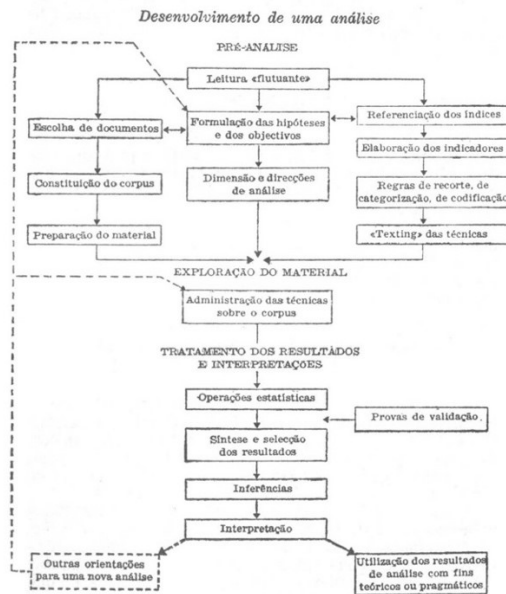 Desenvolvimento de uma análise
PRÉ-ANÁLISE
Leitura «flutuante»
Escolha de documentos
Formulação das hipóteses
e dos objectivos
Referenciação dos índices
Elaboração dos indicadores
Constituição do corpus
Dimensão e direcções
de análise
Regras de recorte, de
categorização, de codificação
Preparação do material
«Texting» das técnicas
EXPLORAÇÃO DO MATERIAL
Administração das técnicas
sobre o corpus
TRATAMENTO DOS RESULTADOS
E INTERPRETAÇÕES
Operações estatísticas
Provas de validação
Síntese e selecção
dos resultados
Inferências
Interpretação
Outras orientações
para uma nova análise
Utilização dos resultados
de análise com fins
teóricos ou pragmáticos